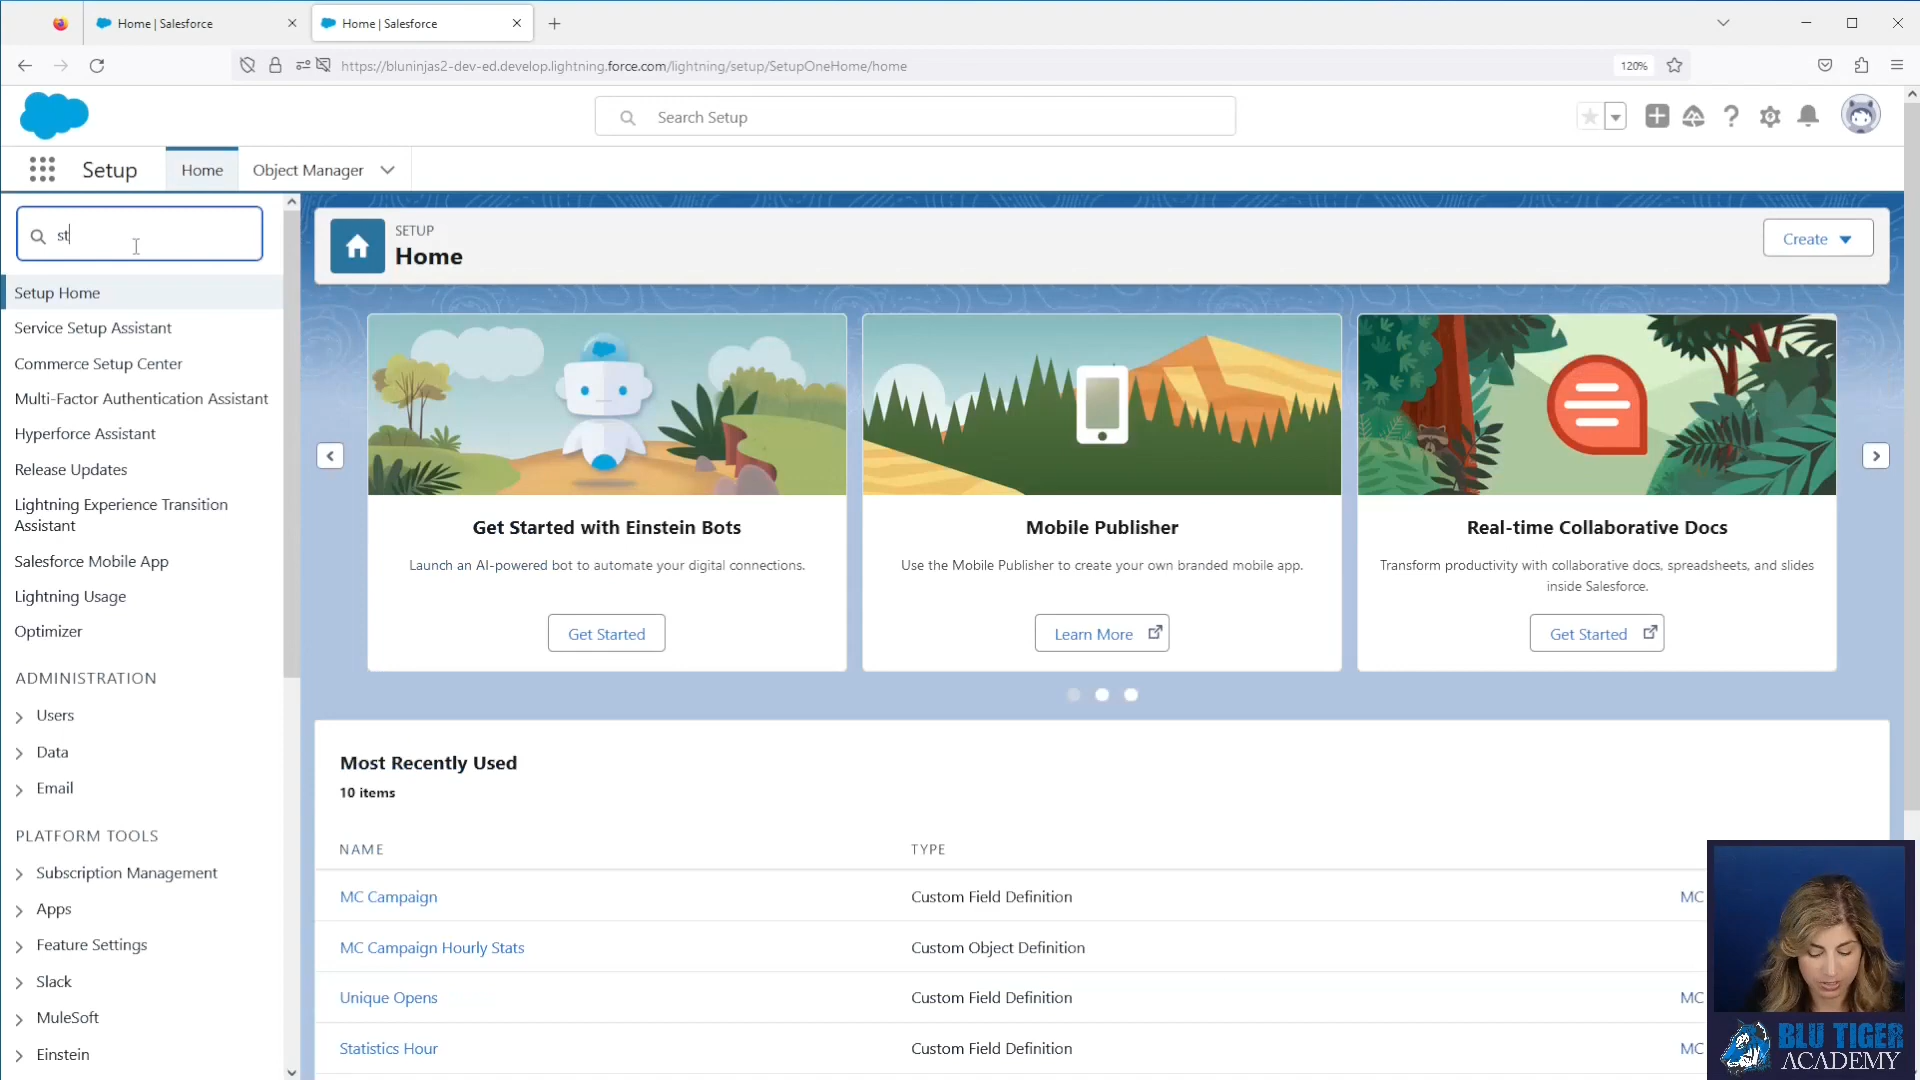 Home | Salesforce
Home | Salesforce
https://bluninjas2-dev-ed.develop.lightning.force.com/lightning/setup/SetupOneHome/home
120%
Search Setup
Setup
Home
Object Manager
st
Setup Home
Service Setup Assistant
Commerce Setup Center
Multi-Factor Authentication Assistant
Hyperforce Assistant
Release Updates
Lightning Experience Transition
Assistant
Salesforce Mobile App
Lightning Usage
Optimizer
ADMINISTRATION
Users
Data
Email
PLATFORM TOOLS
Subscription Management
Apps
Feature Settings
Slack
MuleSoft
Einstein
SETUP
Home
Create
Get Started with Einstein Bots
Launch an AI-powered bot to automate your digital connections.
Get Started
Mobile Publisher
Use the Mobile Publisher to create your own branded mobile app.
Learn More
Real-time Collaborative Docs
Transform productivity with collaborative docs, spreadsheets, and slides
inside Salesforce.
Get Started
Most Recently Used
10 items
NAME TYPE
MC Campaign Custom Field Definition MC
MC Campaign Hourly Stats Custom Object Definition
Unique Opens Custom Field Definition MC
Statistics Hour Custom Field Definition MC
BLU TIGER
ACADEMY